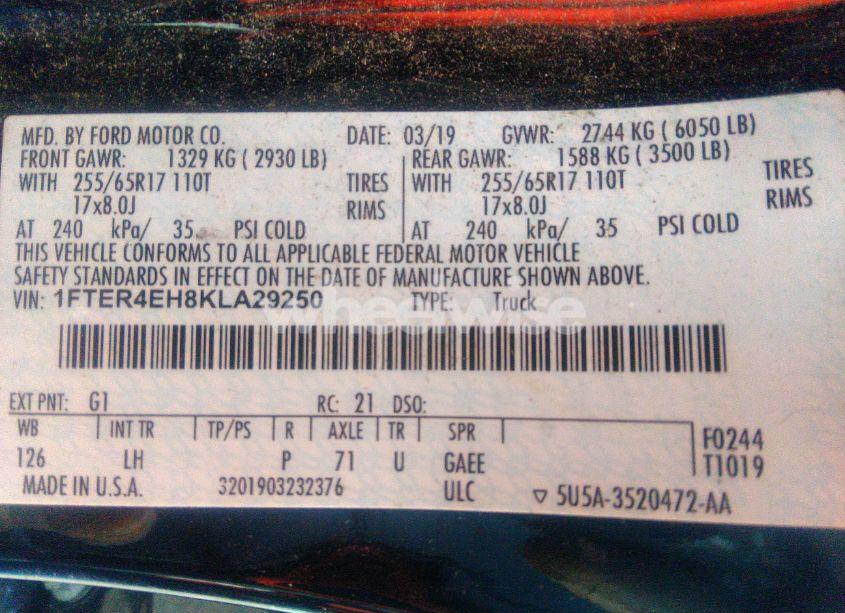 MFD. BY FORD MOTOR CO. DATE: 03/19 GVWR: 2744 KG ( 6050 LB)
FRONT GAWR: 1329 KG ( 2930 LB) REAR GAWR: 1588 KG ( 3500 LB)
WITH 255/65R17 110T TIRES WITH 255/65R17 110T TIRES
17x8.0J RIMS 17x8.0J RIMS
AT 240 kPa/ 35 PSI COLD AT 240 kPa/ 35 PSI COLD
THIS VEHICLE CONFORMS TO ALL APPLICABLE FEDERAL MOTOR VEHICLE
SAFETY STANDARDS IN EFFECT ON THE DATE OF MANUFACTURE SHOWN ABOVE.
VIN: 1FTER4EH8KLA29250 TYPE: Truck
wheelwise
EXT PNT: G1 RC: 21 DSO:
WB INT TR TP/PS R AXLE TR SPR F0244
126 LH P 71 U GAEE T1019
MADE IN U.S.A. 3201903232376 ULC ▽ 5U5A-3520472-AA